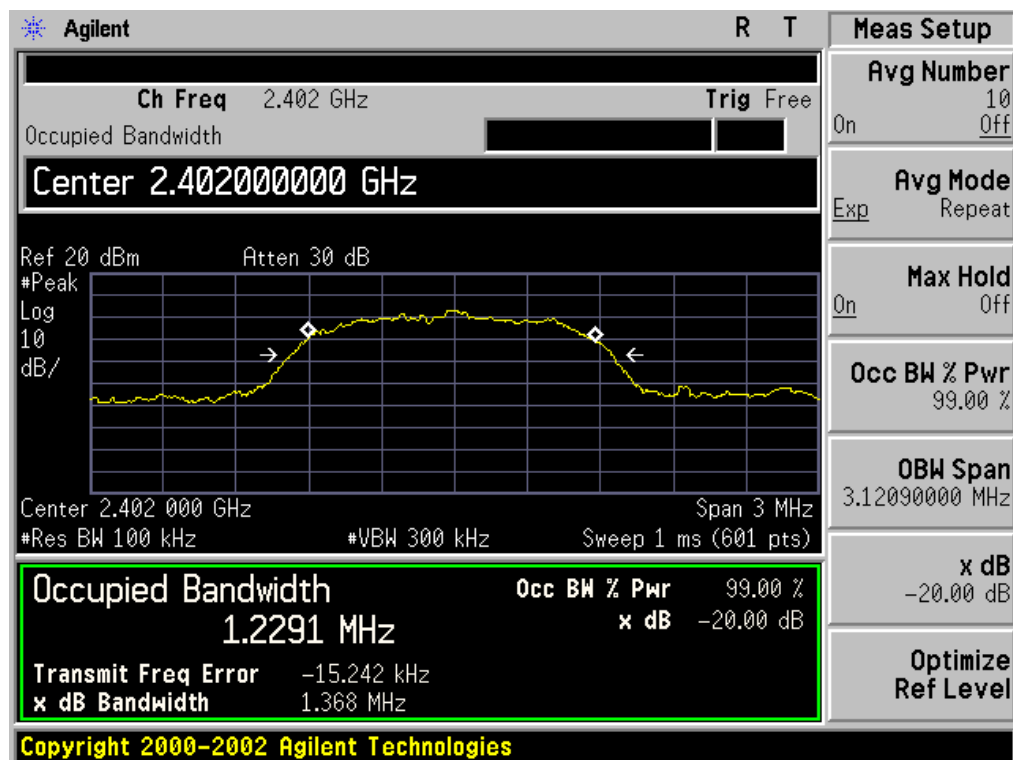 Agilent R T
Ch Freq 2.402 GHz Trig Free
Occupied Bandwidth
Center 2.402000000 GHz
Ref 20 dBm Atten 30 dB
#Peak
Log
10
dB/
Center 2.402 000 GHz Span 3 MHz
#Res BW 100 kHz #VBW 300 kHz Sweep 1 ms (601 pts)
Occupied Bandwidth Occ BW % Pwr 99.00 %
1.2291 MHz x dB -20.00 dB
Transmit Freq Error -15.242 kHz
x dB Bandwidth 1.368 MHz
Copyright 2000-2002 Agilent Technologies
Meas Setup
Avg Number
10
On Off
Avg Mode
Exp Repeat
Max Hold
On Off
Occ BW % Pwr
99.00 %
OBW Span
3.12090000 MHz
x dB
-20.00 dB
Optimize
Ref Level